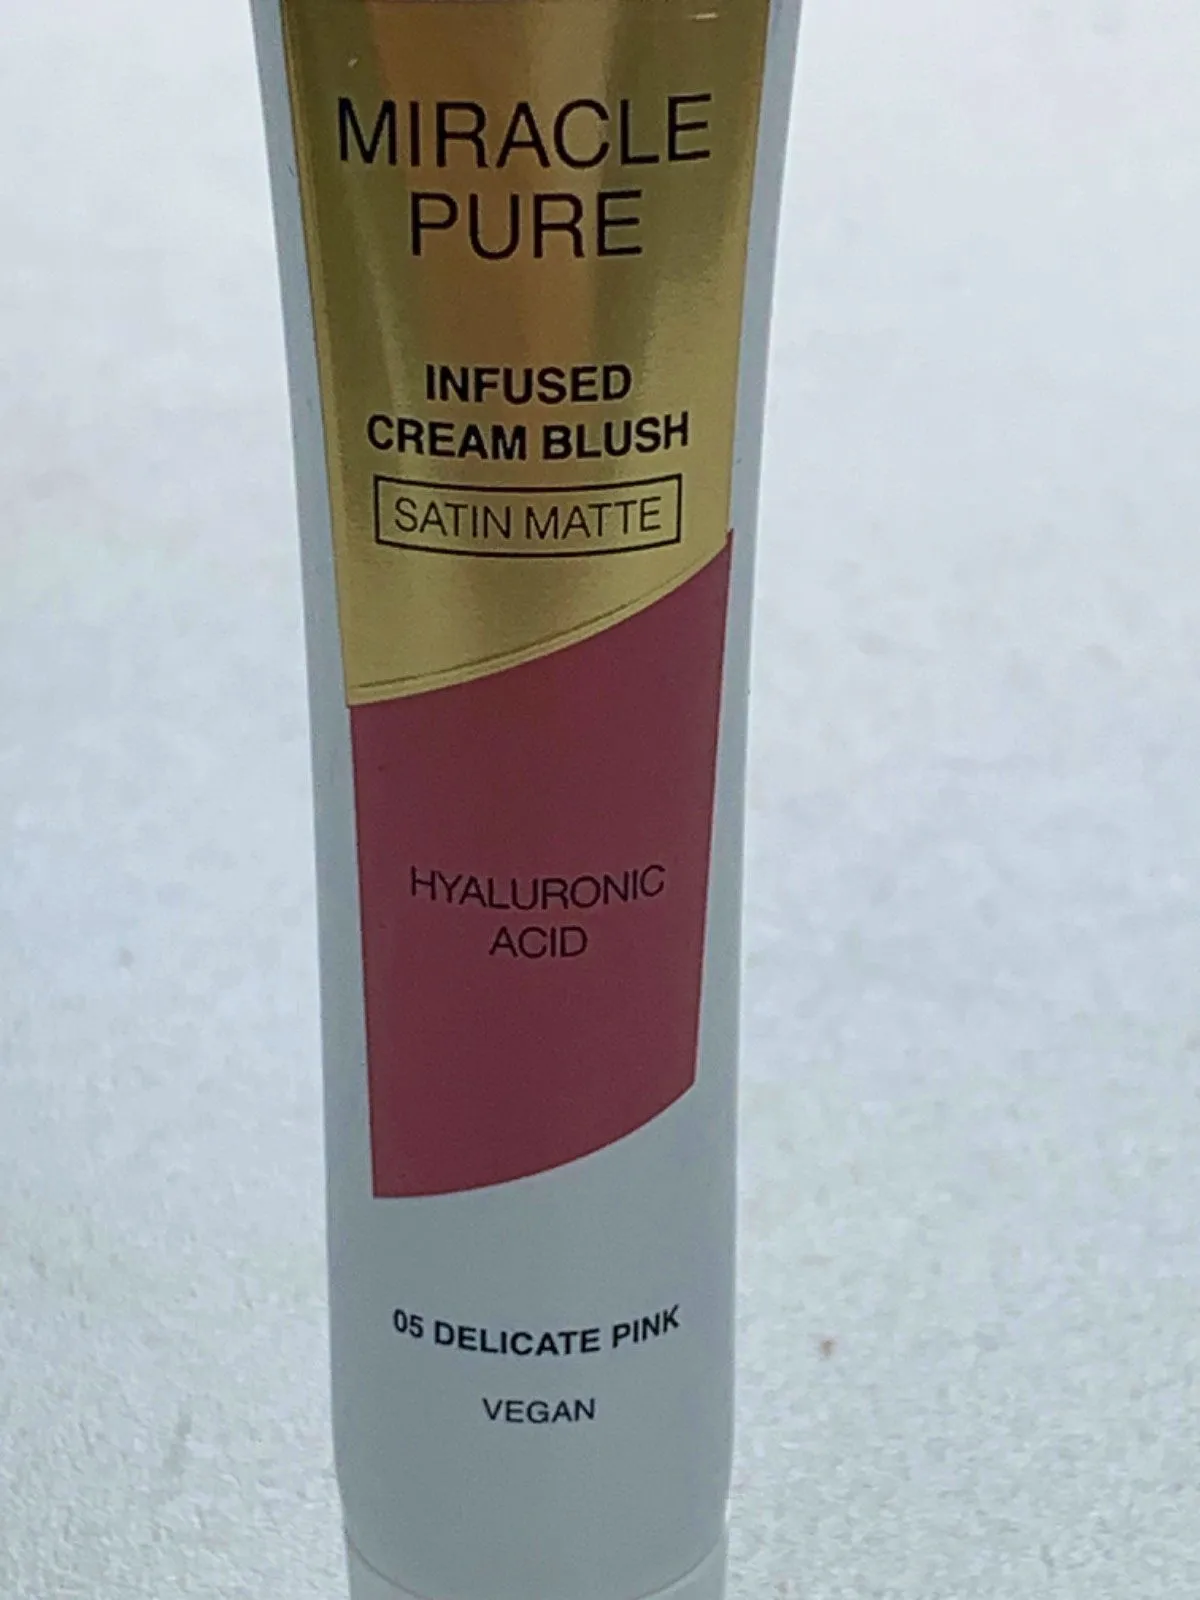 MIRACLE
PURE
INFUSED
CREAM BLUSH
SATIN MATTE
HYALURONIC
ACID
05 DELICATE PINK
VEGAN